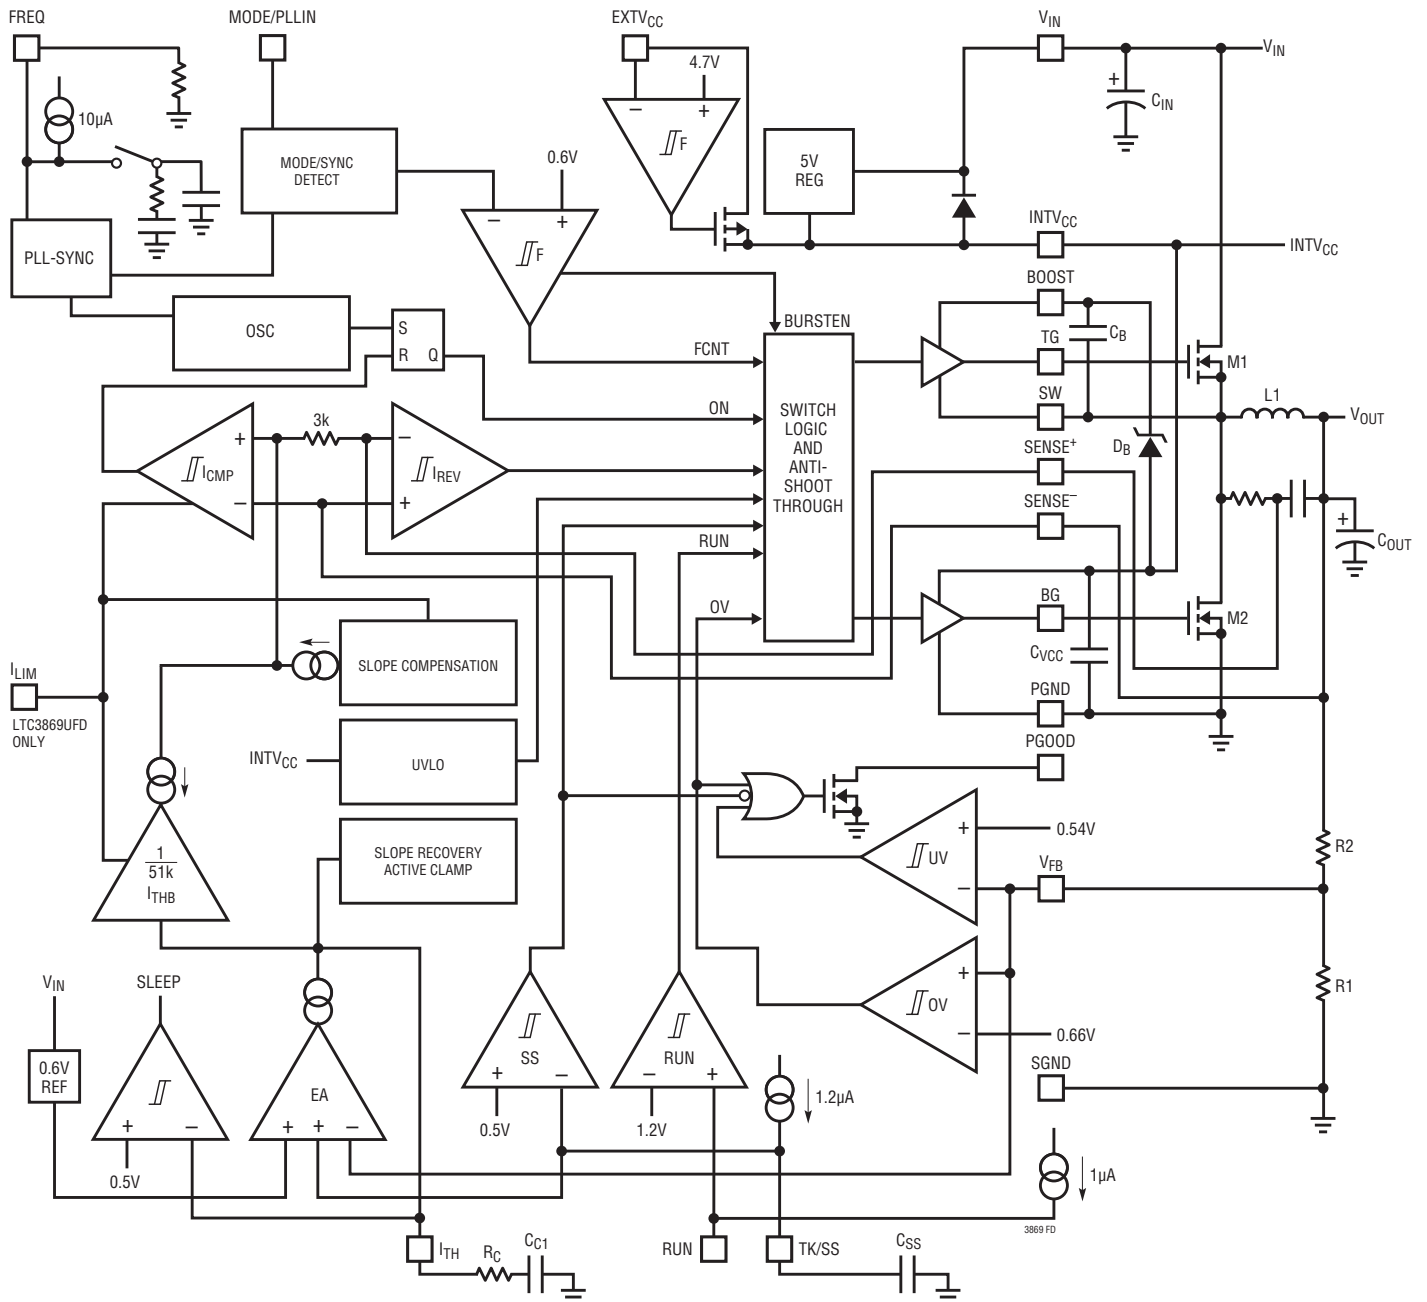 FREQ
MODE/PLLIN
EXTVCC
VIN
VIN
4.7V
+
CIN
10µA
–
+
F
MODE/SYNC
DETECT
0.6V
5V
REG
–
+
F
INTVCC
INTVCC
PLL-SYNC
BOOST
OSC
S
R
Q
BURSTEN
FCNT
TG
CB
M1
ON
SW
L1
VOUT
SWITCH
LOGIC
AND
ANTI-
SHOOT
THROUGH
3k
+
–
ICMP
–
+
IREV
SENSE+
DB
SENSE–
+
COUT
RUN
OV
BG
M2
CVCC
SLOPE COMPENSATION
ILIM
LTC3869UFD
ONLY
PGND
PGOOD
INTVCC
UVLO
+
0.54V
UV
–
VFB
R2
SLOPE RECOVERY
ACTIVE CLAMP
1
51k
ITHB
+
OV
–
0.66V
R1
VIN
SLEEP
SGND
0.6V
REF
SS
RUN
+
–
–
+
EA
1.2µA
0.5V
1.2V
+
–
+
+
–
0.5V
1µA
3869 FD
ITH
RC
CC1
RUN
TK/SS
CSS